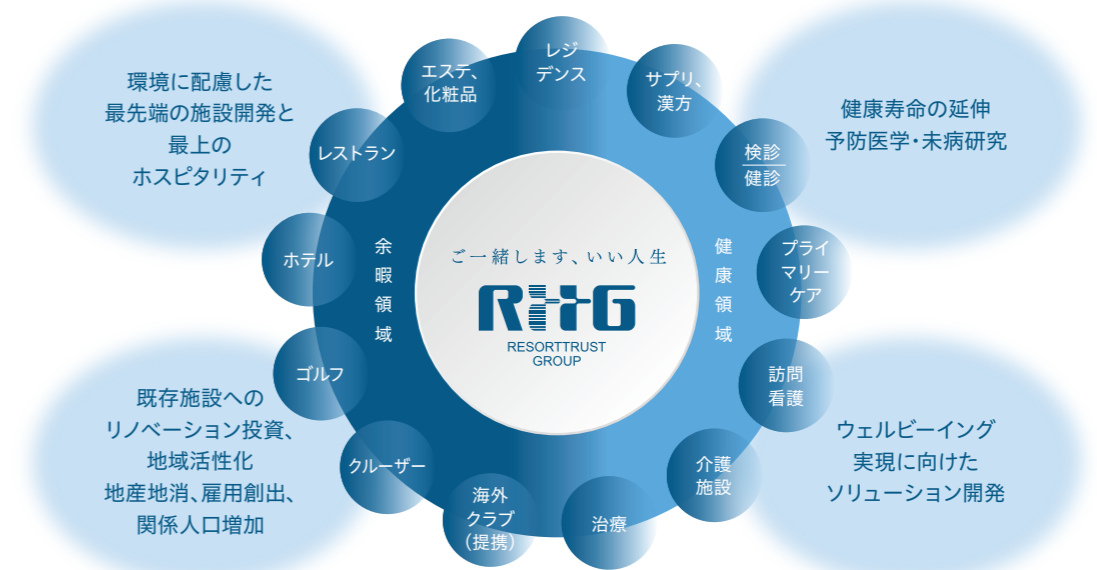 環境に配慮した
最先端の施設開発と
最上の
ホスピタリティ
健康寿命の延伸
予防医学・未病研究
レジ
デンス
エステ、
化粧品
サプリ、
漢方
レストラン
検診
健診
ホテル
プライ
マリー
ケア
余暇領域
健康領域
ご一緒します、いい人生
RTTG
RESORTTRUST
GROUP
ゴルフ
訪問
看護
クルーザー
介護
施設
海外
クラブ
（提携）
治療
既存施設への
リノベーション投資、
地域活性化
地産地消、雇用創出、
関係人口増加
ウェルビーイング
実現に向けた
ソリューション開発